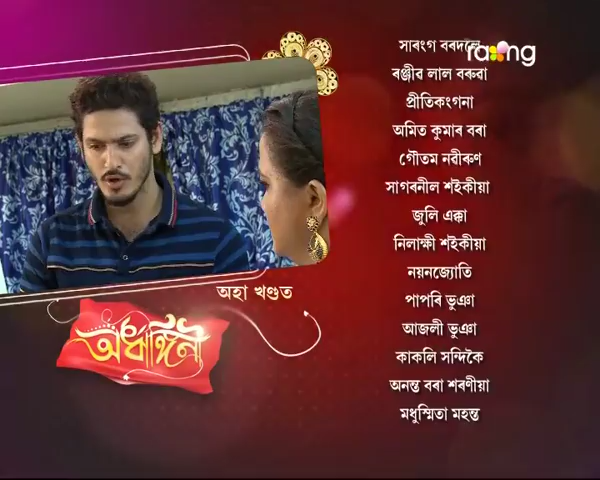 সাৰংগ বৰদলৈ
rang
ৰঞ্জীৱ লাল বৰুৱা
প্ৰীতিকংগনা
অমিত কুমাৰ বৰা
গৌতম নৱীৰুণ
সাগৰনীল শইকীয়া
জুলি এক্কা
নিলাক্ষী শইকীয়া
নয়নজ্যোতি
পাপৰি ভুঞা
আজলী ভুঞা
কাকলি সন্দিকৈ
অনন্ত বৰা শৰণীয়া
মধুস্মিতা মহন্ত
অহা খণ্ডত
অৰ্ধাঙ্গিনী